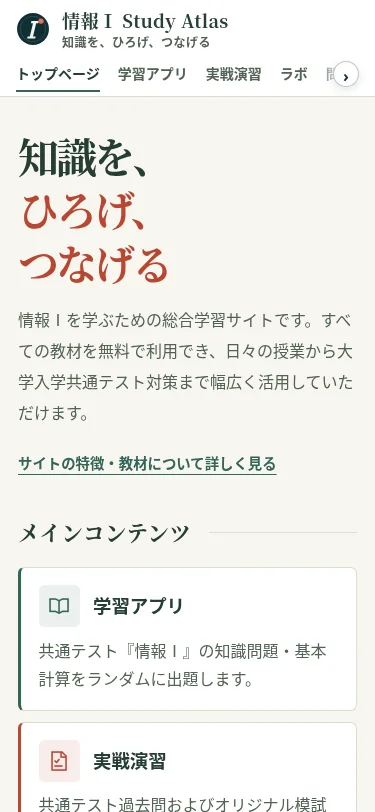 情報Ⅰ Study Atlas
知識を、ひろげ、つなげる
トップページ 学習アプリ 実戦演習 ラボ
知識を、
ひろげ、
つなげる
情報Ⅰを学ぶための総合学習サイトです。すべ
ての教材を無料で利用でき、日々の授業から大
学入学共通テスト対策まで幅広く活用していた
だけます。
サイトの特徴・教材について詳しく見る
メインコンテンツ
学習アプリ
共通テスト『情報Ⅰ』の知識問題・基本
計算をランダムに出題します。
実戦演習
共通テスト過去問およびオリジナル模試